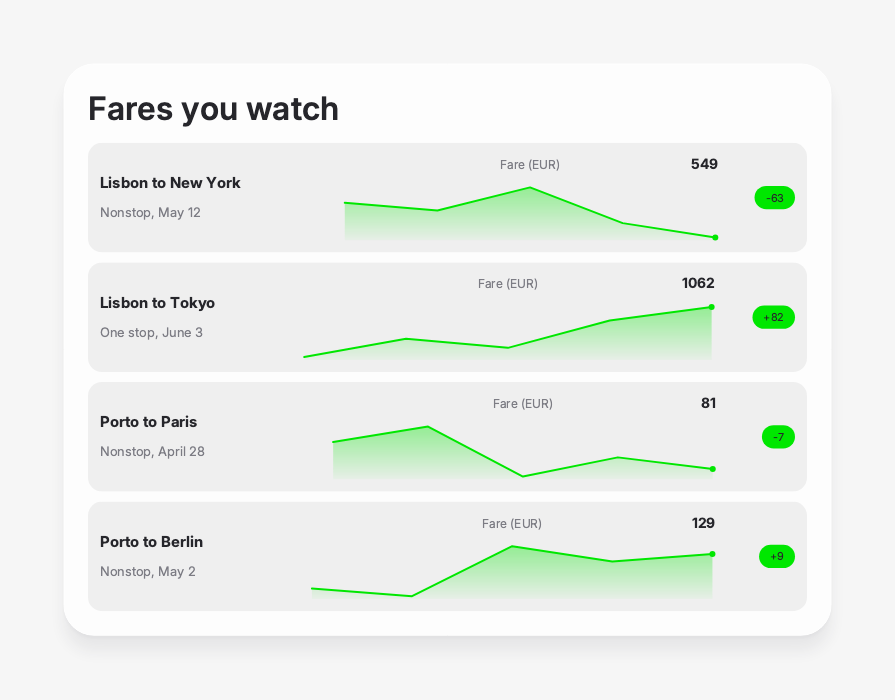 Fares you watch
Lisbon to New York
Nonstop, May 12
Fare (EUR)
549
-63
Lisbon to Tokyo
One stop, June 3
Fare (EUR)
1062
+82
Porto to Paris
Nonstop, April 28
Fare (EUR)
81
-7
Porto to Berlin
Nonstop, May 2
Fare (EUR)
129
+9